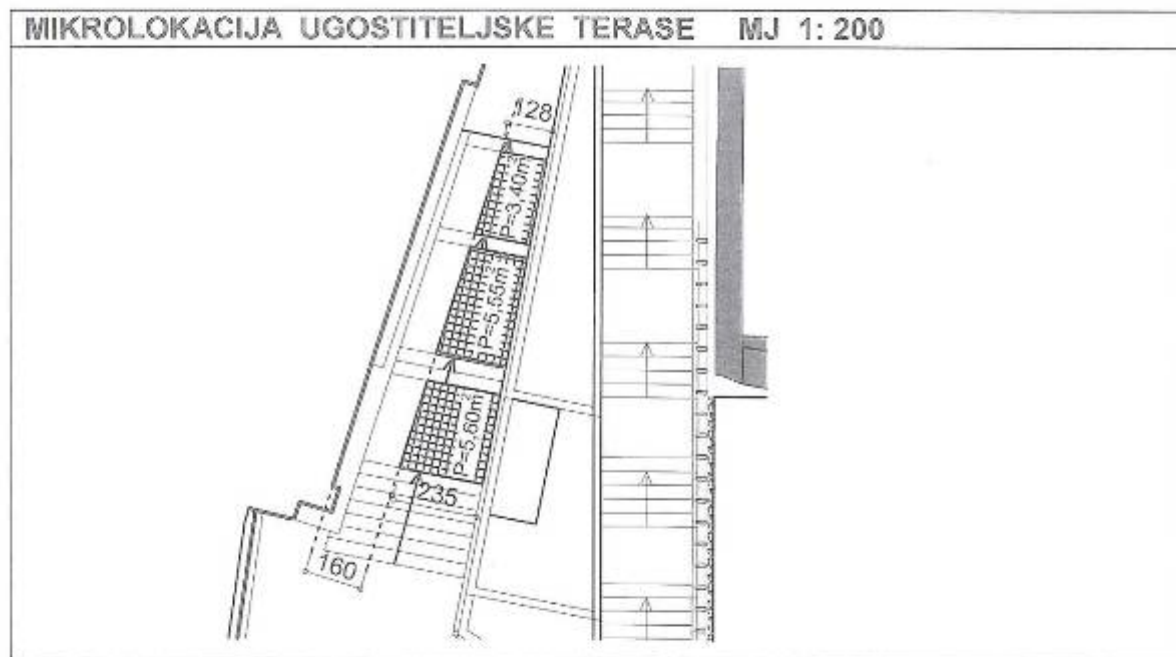 MIKROLOKACIJA UGOSTITELJSKE TERASE MJ 1: 200
128
P=3,40m²
P=5,55m²
P=5,60m²
235
160